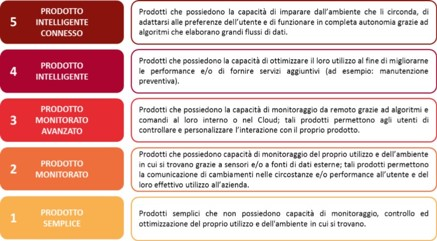 5
PRODOTTO
INTELLIGENTE
CONNESSO
Prodotti che possiedono la capacità di imparare dall'ambiente che li circonda, di
adattarsi alle preferenze dell'utente e di funzionare in completa autonomia grazie ad
algoritmi che elaborano grandi flussi di dati.
4
PRODOTTO
INTELLIGENTE
Prodotti che possiedono la capacità di ottimizzare il loro utilizzo al fine di migliorarne
le performance e/o di fornire servizi aggiuntivi (ad esempio: manutenzione
preventiva).
3
PRODOTTO
MONITORATO
AVANZATO
Prodotti che possiedono la capacità di monitoraggio da remoto grazie ad algoritmi e
comandi al loro interno o nel Cloud; tali prodotti permettono agli utenti di
controllare e personalizzare l'interazione con il proprio prodotto.
2
PRODOTTO
MONITORATO
Prodotti che possiedono capacità di monitoraggio del proprio utilizzo e dell'ambiente
in cui si trovano grazie a sensori e/o a fonti di dati esterne; tali prodotti permettono
la comunicazione di cambiamenti nelle circostanze e/o performance all'utente e del
loro effettivo utilizzo all'azienda.
1
PRODOTTO
SEMPLICE
Prodotti semplici che non possiedono capacità di monitoraggio, controllo ed
ottimizzazione del proprio utilizzo e dell'ambiente in cui si trovano.